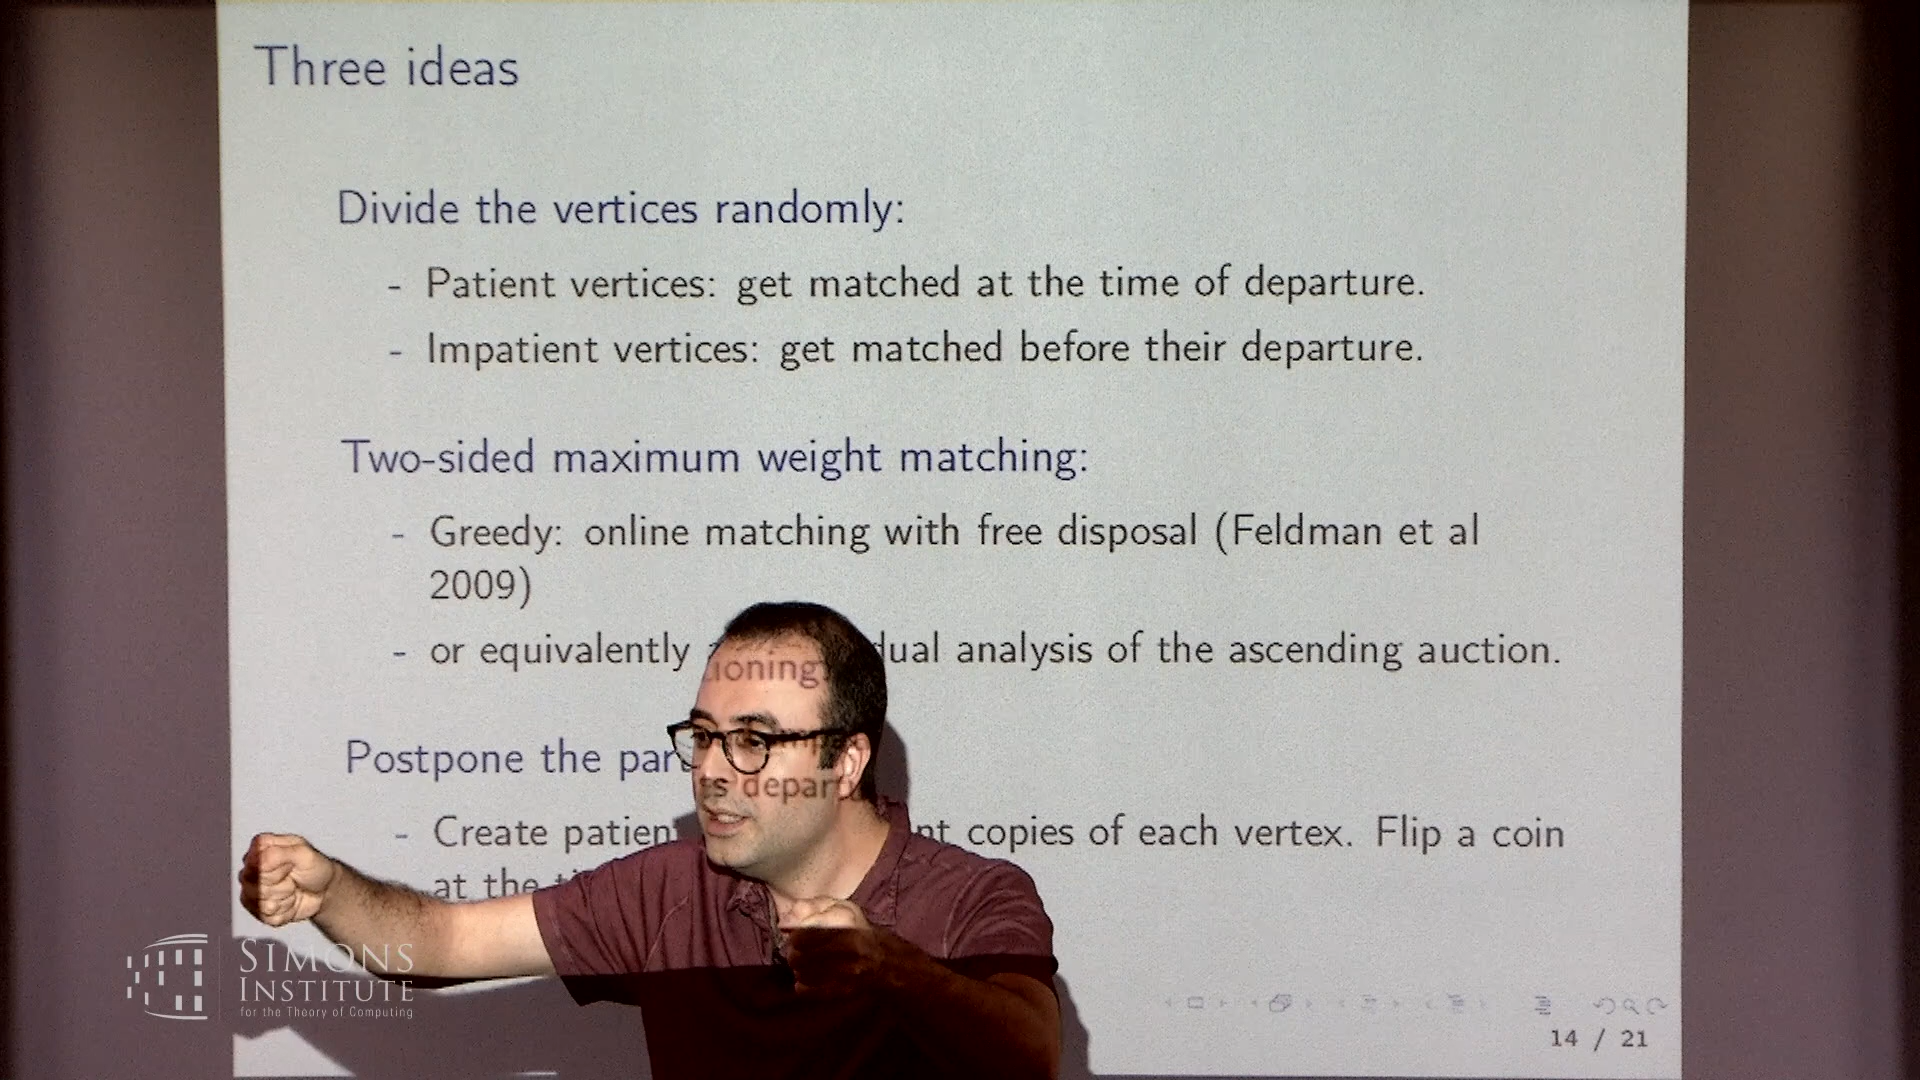 Three ideas
Divide the vertices randomly:
- Patient vertices: get matched at the time of departure.
- Impatient vertices: get matched before their departure.
Two-sided maximum weight matching:
- Greedy: online matching with free disposal (Feldman et al
2009)
- or equivalently dual analysis of the ascending auction.
Postpone the
- Create copies of each vertex. Flip a coin
at the
SIMONS
INSTITUTE
for the Theory of Computing
14 / 21